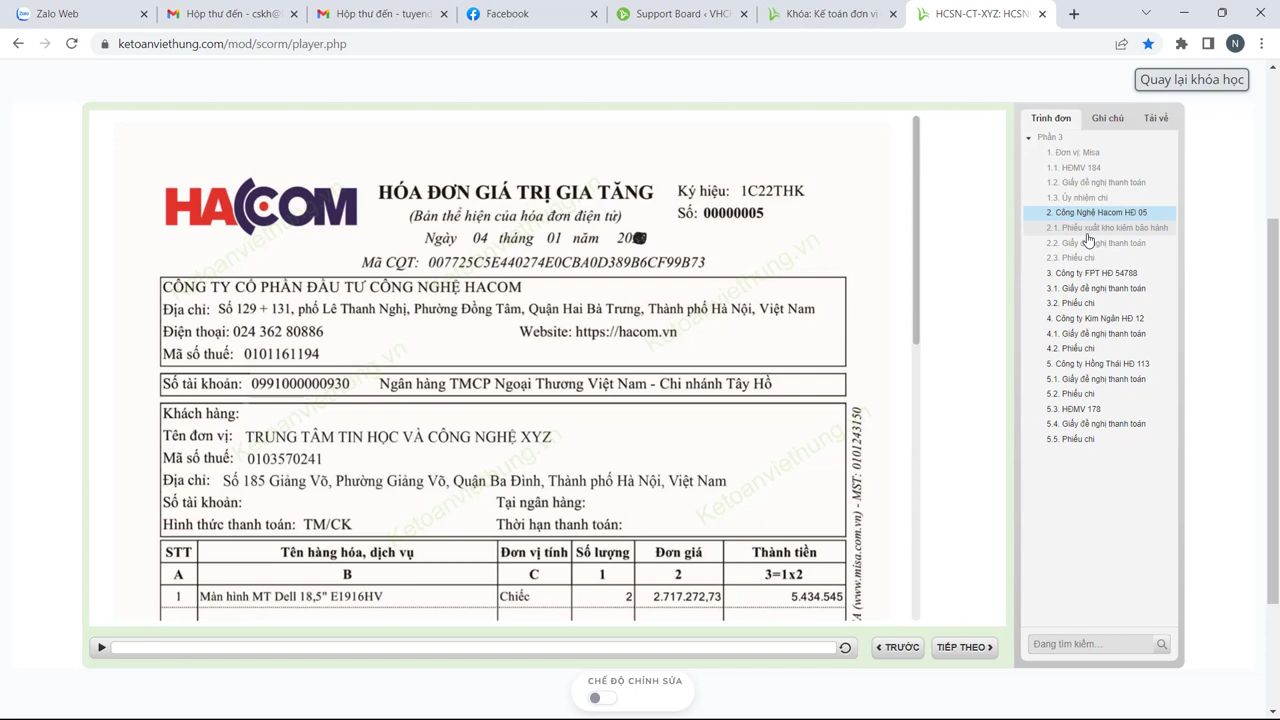 Zalo Web
Hộp thư đến - cskh@
Hộp thư đến - tuyend
Facebook
Support Board ‹ VHC
Khóa: Kế toán đơn v
HCSN-CT-XYZ: HCSN
ketoanviethung.com/mod/scorm/player.php
N
Quay lại khóa học
HACOM
HÓA ĐƠN GIÁ TRỊ GIA TĂNG
(Bản thể hiện của hóa đơn điện tử)
Ngày 04 tháng 01 năm 20
Mã CQT: 007725C5E440274E0CBA0D389B6CF99B73
Ký hiệu: 1C22THK
Số: 00000005
CÔNG TY CỔ PHẦN ĐẦU TƯ CÔNG NGHỆ HACOM
Địa chỉ: Số 129 + 131, phố Lê Thanh Nghị, Phường Đồng Tâm, Quận Hai Bà Trưng, Thành phố Hà Nội, Việt Nam
Điện thoại: 024 362 80886 Website: https://hacom.vn
Mã số thuế: 0101161194
Số tài khoản: 0991000000930 Ngân hàng TMCP Ngoại Thương Việt Nam - Chi nhánh Tây Hồ
Khách hàng:
Tên đơn vị: TRUNG TÂM TIN HỌC VÀ CÔNG NGHỆ XYZ
Mã số thuế: 0103570241
Địa chỉ: Số 185 Giảng Võ, Phường Giảng Võ, Quận Ba Đình, Thành phố Hà Nội, Việt Nam
Số tài khoản: Tại ngân hàng:
Hình thức thanh toán: TM/CK Thời hạn thanh toán:
STT Tên hàng hóa, dịch vụ Đơn vị tính Số lượng Đơn giá Thành tiền
A B C 1 2 3=1x2
1 Màn hình MT Dell 18,5" E1916HV Chiếc 2 2.717.272,73 5.434.545
A (www.misa.com.vn) - MST: 0101243150
Ketoanviethung.vn
Ketoanviethung.vn
Trình đơn Ghi chú Tải về
Phần 3
1. Đơn vị: Misa
1.1. HĐMV 184
1.2. Giấy đề nghị thanh toán
1.3. Ủy nhiệm chi
2. Công Nghệ Hacom HĐ 05
2.1. Phiếu xuất kho kiêm bảo hành
2.2. Giấy đề nghị thanh toán
2.3. Phiếu chi
3. Công ty FPT HĐ 54788
3.1. Giấy đề nghị thanh toán
3.2. Phiếu chi
4. Công ty Kim Ngân HĐ 12
4.1. Giấy đề nghị thanh toán
4.2. Phiếu chi
5. Công ty Hồng Thái HĐ 113
5.1. Giấy đề nghị thanh toán
5.2. Phiếu chi
5.3. HĐMV 178
5.4. Giấy đề nghị thanh toán
5.5. Phiếu chi
Đang tìm kiếm...
TRƯỚC
TIẾP THEO
CHẾ ĐỘ CHỈNH SỬA